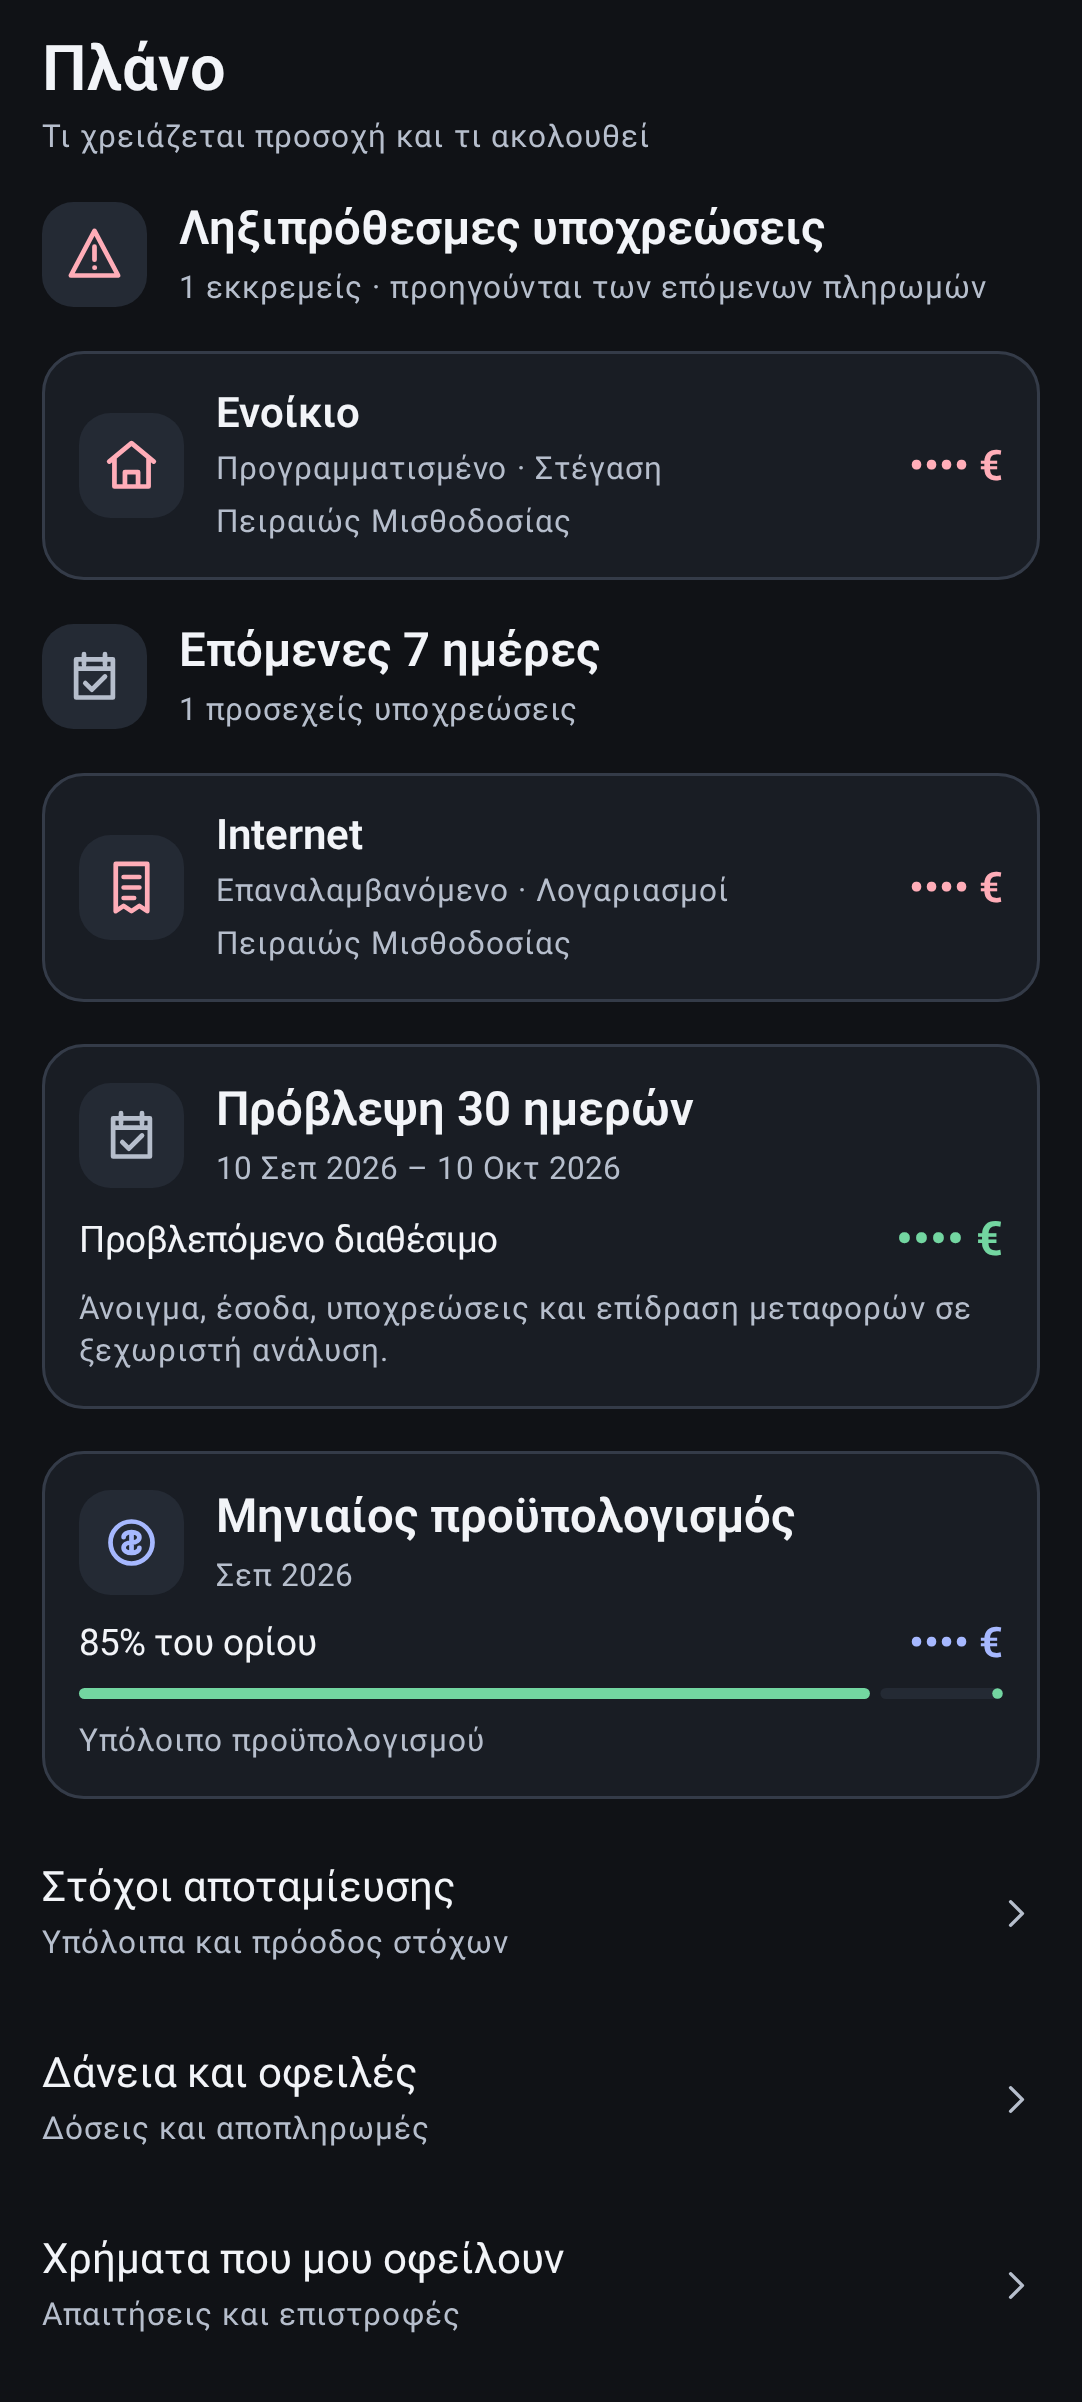 Πλάνο
Τι χρειάζεται προσοχή και τι ακολουθεί
Ληξιπρόθεσμες υποχρεώσεις
1 εκκρεμείς · προηγούνται των επόμενων πληρωμών
Ενοίκιο
Προγραμματισμένο · Στέγαση
Πειραιώς Μισθοδοσίας
•••• €
Επόμενες 7 ημέρες
1 προσεχείς υποχρεώσεις
Internet
Επαναλαμβανόμενο · Λογαριασμοί
Πειραιώς Μισθοδοσίας
•••• €
Πρόβλεψη 30 ημερών
10 Σεπ 2026 – 10 Οκτ 2026
Προβλεπόμενο διαθέσιμο •••• €
Άνοιγμα, έσοδα, υποχρεώσεις και επίδραση μεταφορών σε
ξεχωριστή ανάλυση.
Μηνιαίος προϋπολογισμός
Σεπ 2026
85% του ορίου •••• €
Υπόλοιπο προϋπολογισμού
Στόχοι αποταμίευσης
Υπόλοιπα και πρόοδος στόχων
Δάνεια και οφειλές
Δόσεις και αποπληρωμές
Χρήματα που μου οφείλουν
Απαιτήσεις και επιστροφές